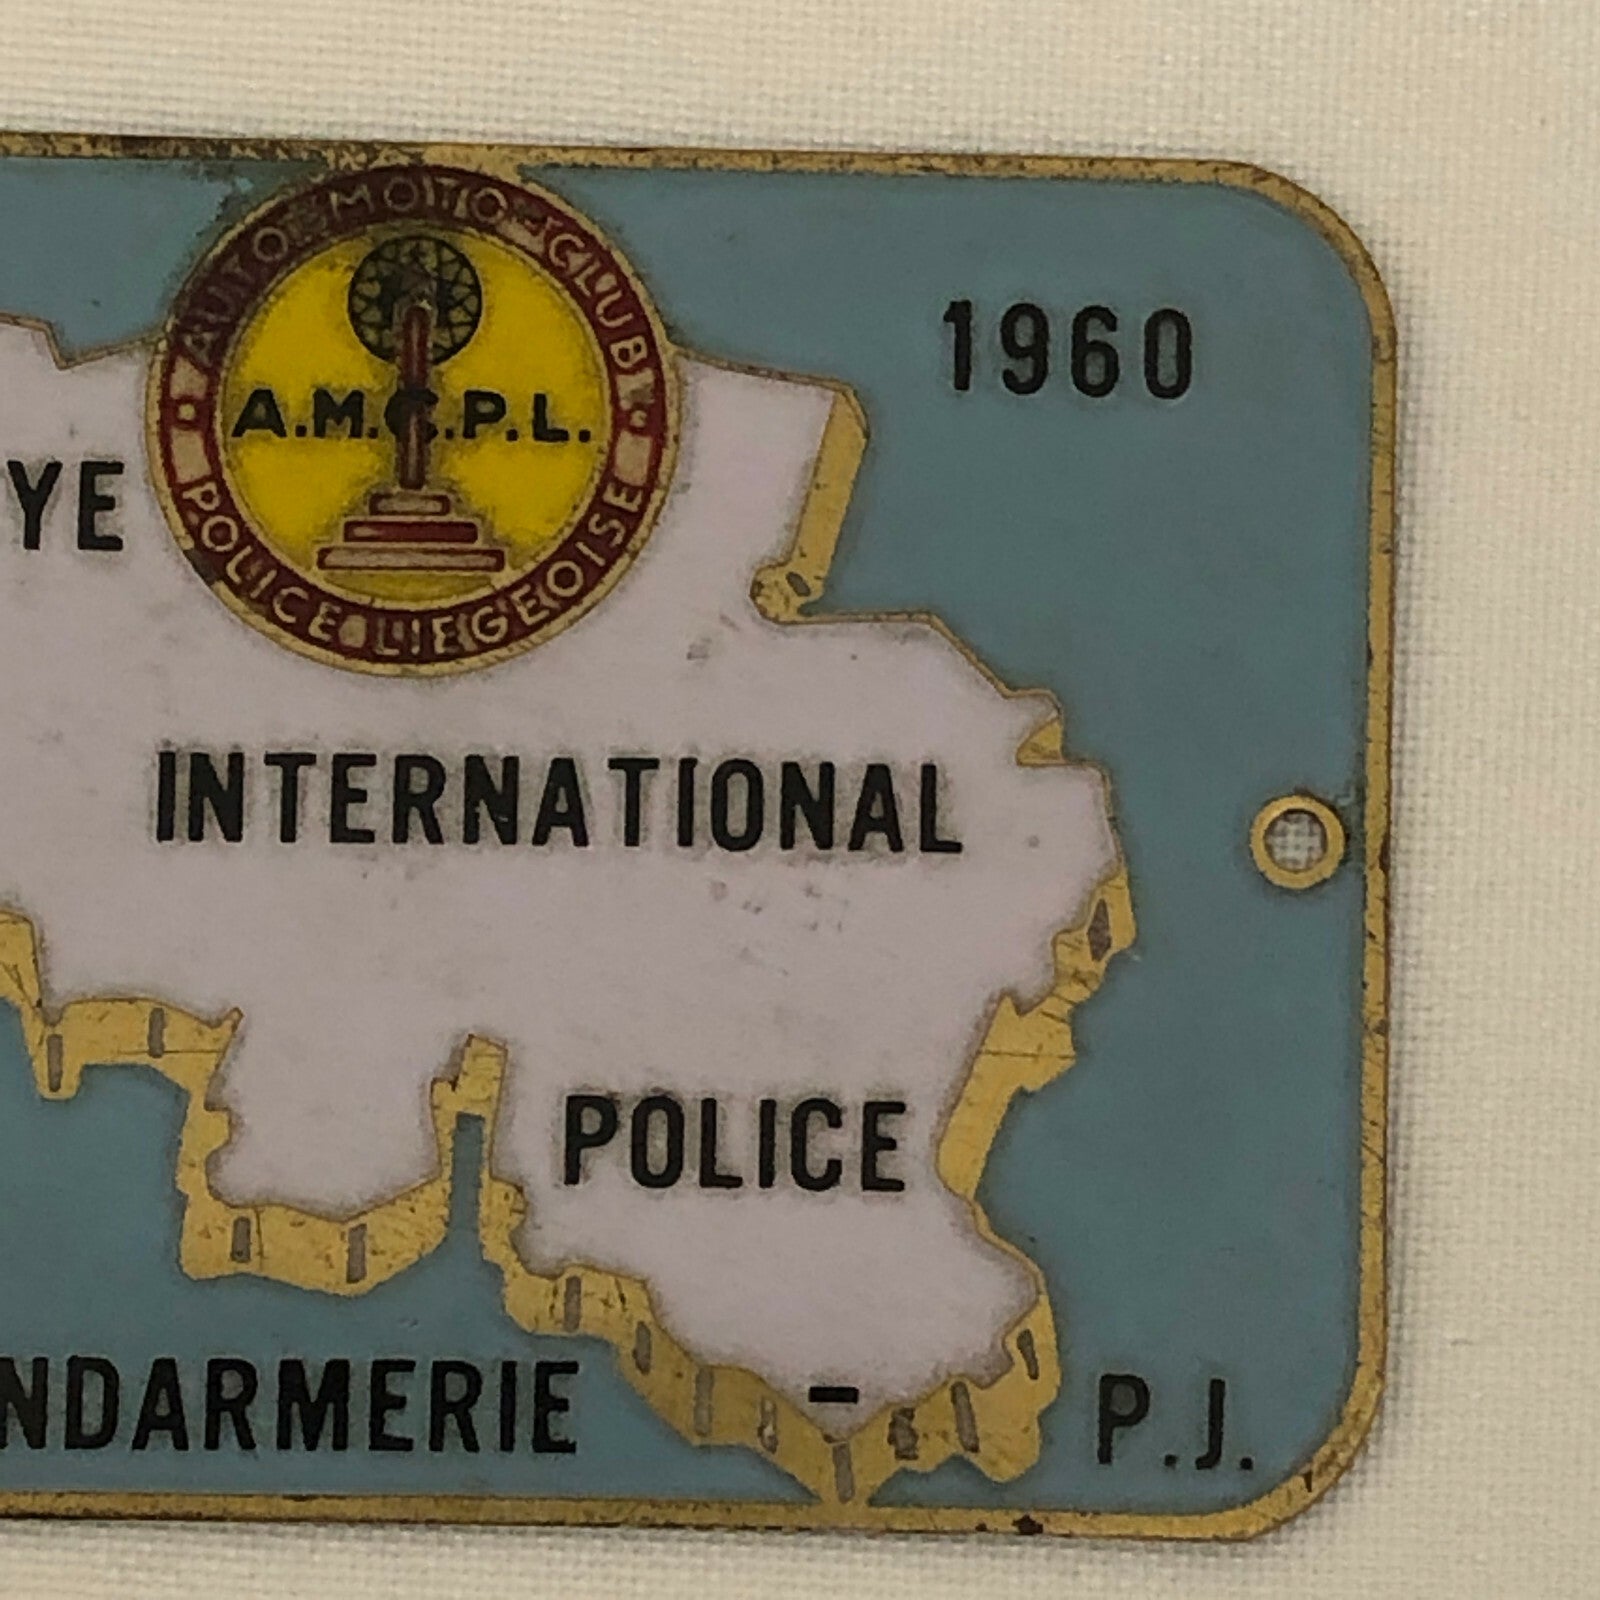 1960
AUTO-MOTO-CLUB
A.M.C.P.L.
POLICE LIEGEOISE
YE
INTERNATIONAL
POLICE
NDARMERIE - P.J.